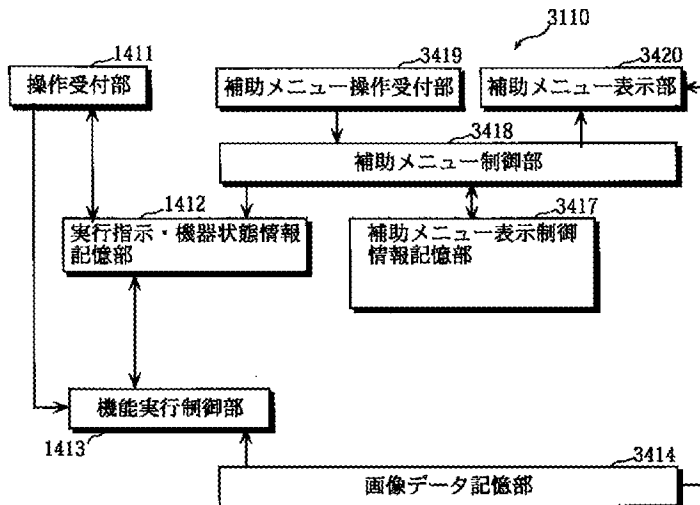 3110
1411
3419
3420
操作受付部
補助メニュー操作受付部
補助メニュー表示部
3418
補助メニュー制御部
1412
3417
実行指示・機器状態情報
記憶部
補助メニュー表示制御
情報記憶部
機能実行制御部
1413
3414
画像データ記憶部